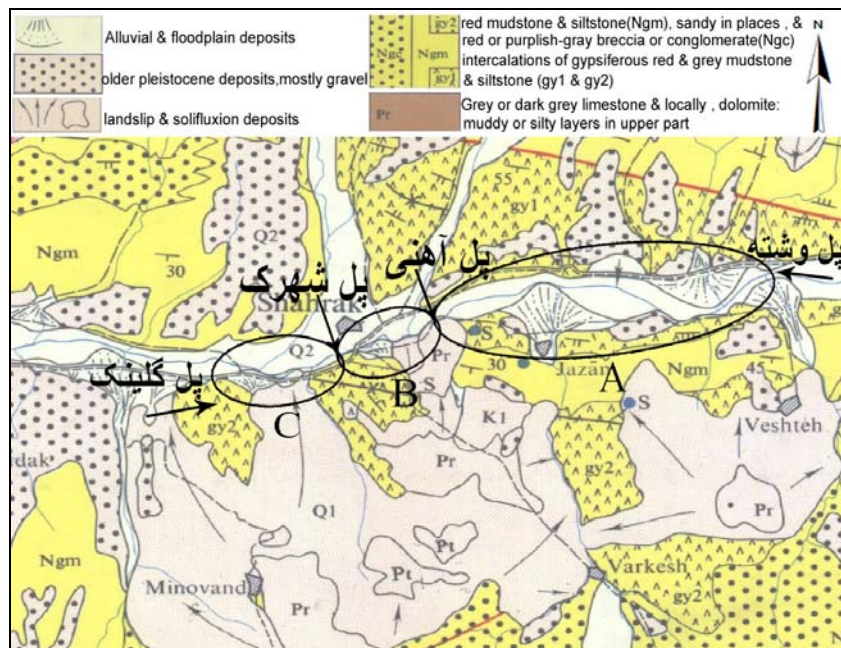 Alluvial & floodplain deposits
older pleistocene deposits,mostly gravel
landslip & solifluxion deposits
Ngc
gy2
Ngm
gy1
red mudstone & siltstone(Ngm), sandy in places , &
red or purplish-gray breccia or conglomerate(Ngc)
intercalations of gypsiferous red & grey mudstone
& siltstone (gy1 & gy2)
Pr
Grey or dark grey limestone & locally , dolomite:
muddy or silty layers in upper part
N
55
gy1
Q2
Ngm
30
پل وشته
پل آهنی
پل شهرک
Shahrak
Q2
S
Pr
Jazan
30
A
Ngm
45
پل گلینک
C
B
S
K1
S
Veshteh
gy2
dak
gy2
Pr
Pr
Q1
Ngm
Pt
Pt
Varkesh
gy2
Minovand
Pr